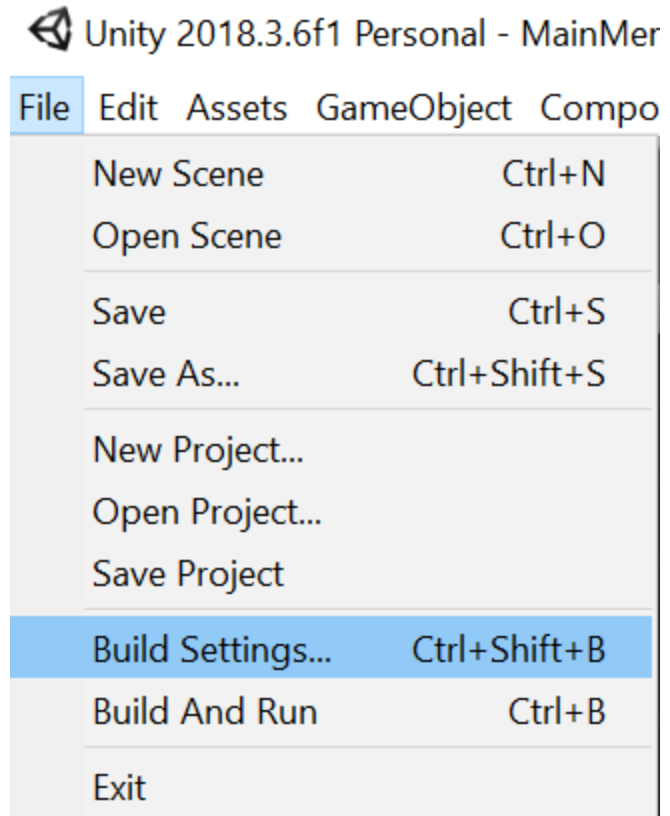 Unity 2018.3.6f1 Personal - MainMer
File Edit Assets GameObject Compo
New Scene Ctrl+N
Open Scene Ctrl+O
Save Ctrl+S
Save As... Ctrl+Shift+S
New Project...
Open Project...
Save Project
Build Settings... Ctrl+Shift+B
Build And Run Ctrl+B
Exit